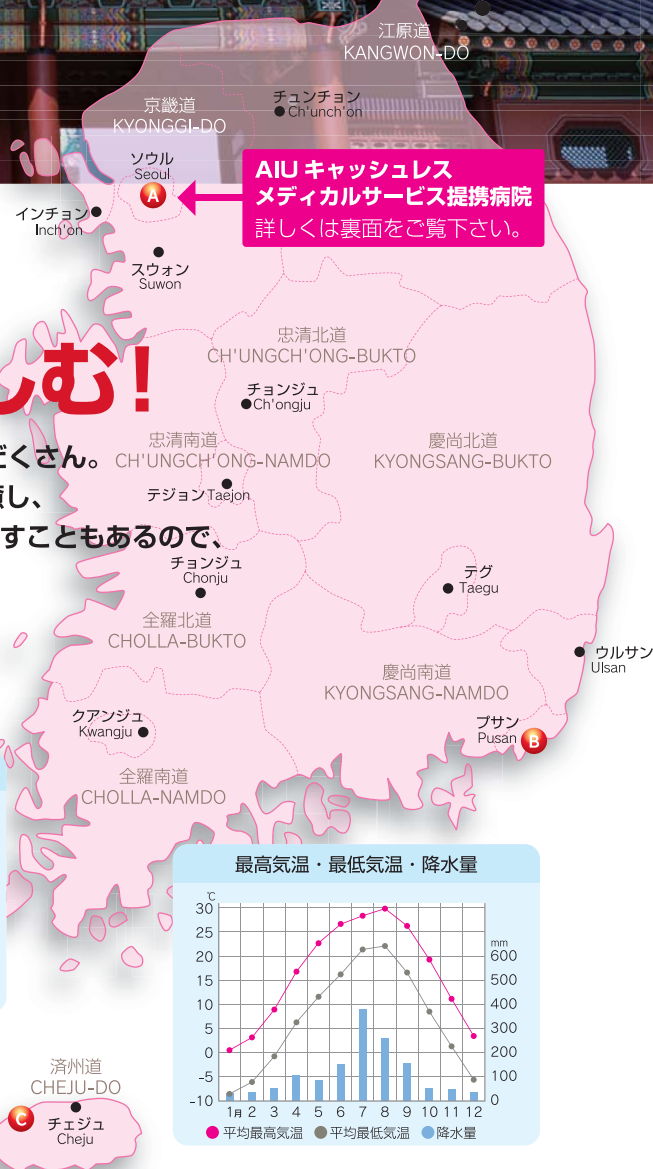 江原道
KANGWON-DO
京畿道
KYONGGI-DO
チュンチョン
Ch'unch'on
ソウル
Seoul
A
AIU キャッシュレス
メディカルサービス提携病院
詳しくは裏面をご覧下さい。
インチョン
Inch'on
スウォン
Suwon
忠清北道
CH'UNGCH'ONG-BUKTO
しむ!
チョンジュ
Ch'ongju
忠清南道
CH'UNGCH'ONG-NAMDO
慶尚北道
KYONGSANG-BUKTO
だくさん。
テジョン Taejon
癒し、
すこともあるので、
チョンジュ
Chonju
テグ
Taegu
全羅北道
CHOLLA-BUKTO
ウルサン
Ulsan
慶尚南道
KYONGSANG-NAMDO
クアンジュ
Kwangju
プサン
Pusan
B
全羅南道
CHOLLA-NAMDO
最高気温・最低気温・降水量
℃
30
25
20
15
10
5
0
-5
-10
mm
600
500
400
300
200
100
0
1月 2 3 4 5 6 7 8 9 10 11 12
平均最高気温 平均最低気温 降水量
済州道
CHEJU-DO
C
チェジュ
Cheju